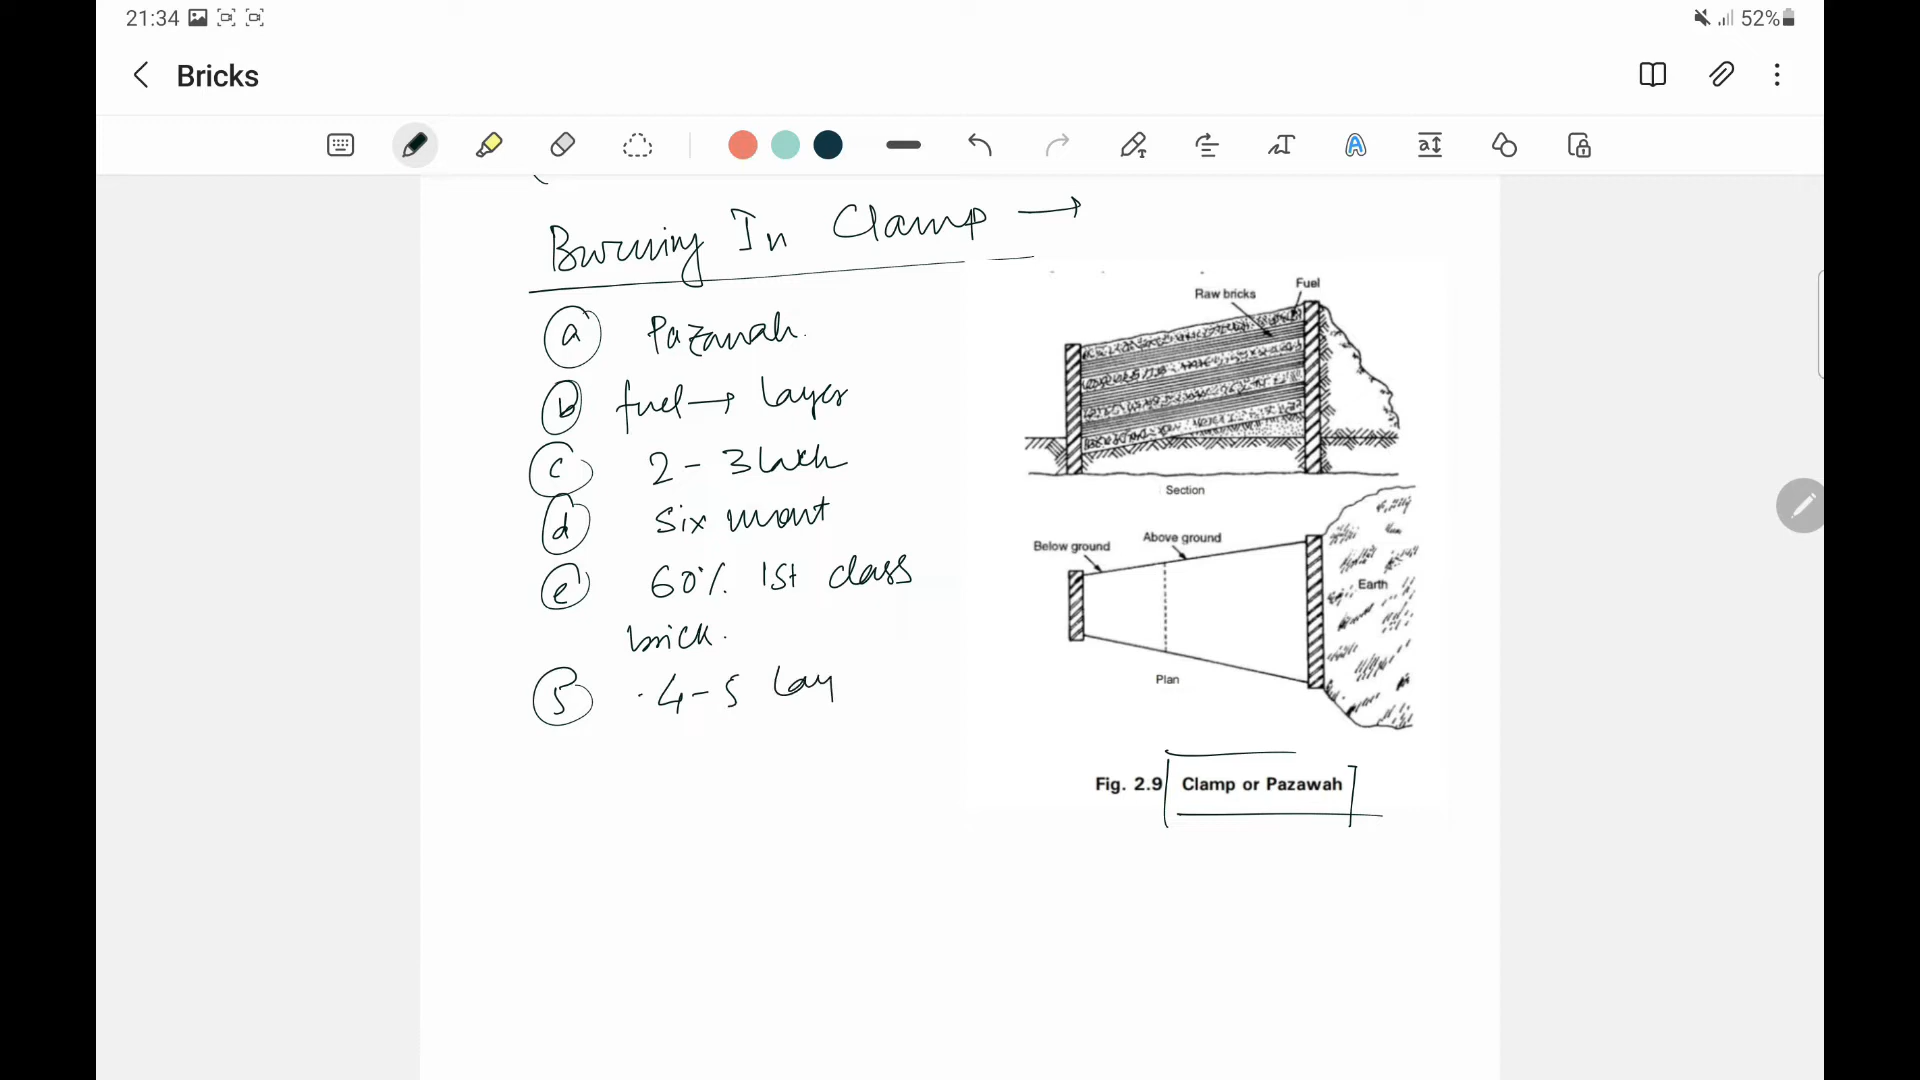 21:34
52%
Bricks
Burning In Clamp →
a Pazawah.
b fuel → layer
c 2 - 3 lakh
d six mont
e 60% 1st class
brick.
5 . 4 - 5 lay
Fuel
Raw bricks
Section
Below ground
Above ground
Earth
Plan
Fig. 2.9 Clamp or Pazawah